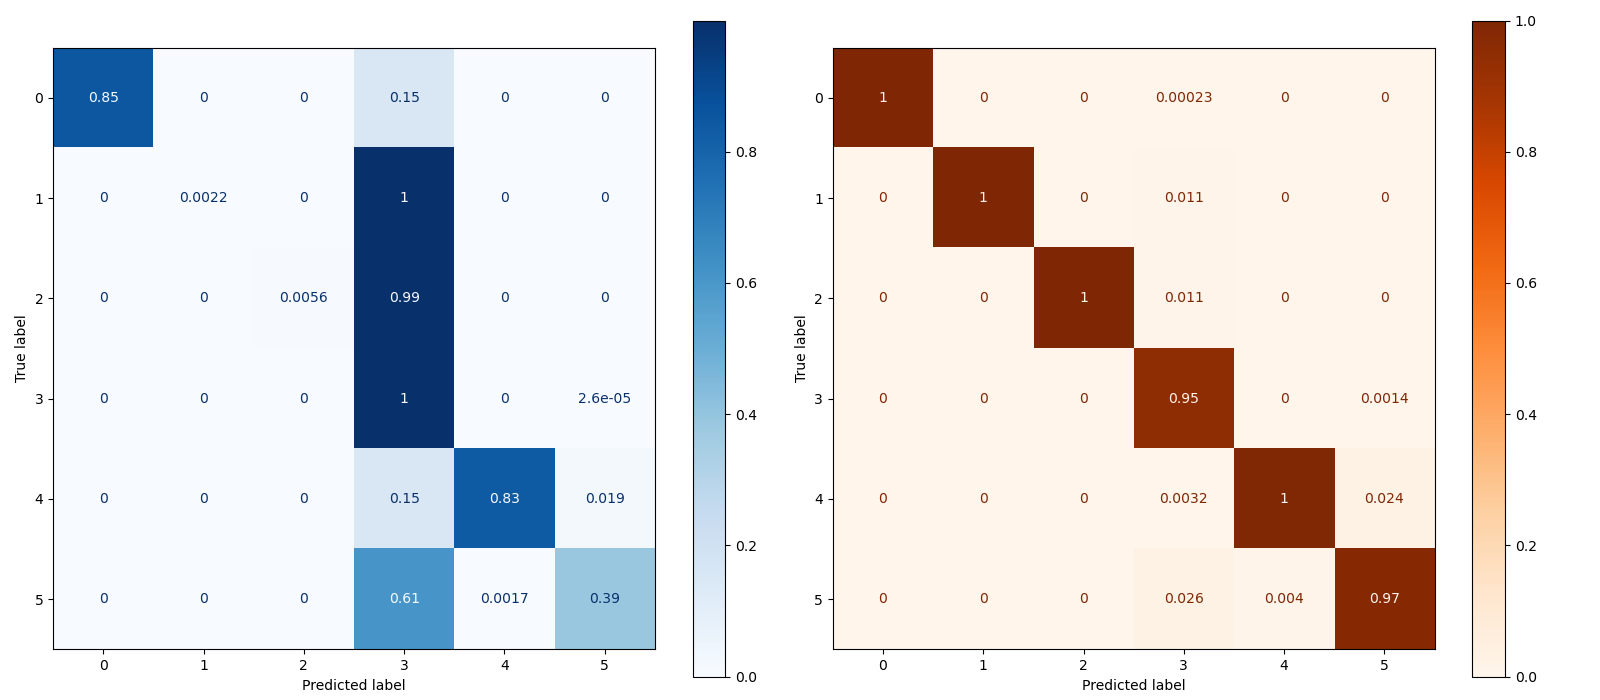 0 0.85 0 0 0.15 0 0
1 0 0.0022 0 1 0 0
2 0 0 0.0056 0.99 0 0
3 0 0 0 1 0 2.6e-05
4 0 0 0 0.15 0.83 0.019
5 0 0 0 0.61 0.0017 0.39
0 1 2 3 4 5
Predicted label
True label
0.8
0.6
0.4
0.2
0.0
0 1 0 0 0.00023 0 0
1 0 1 0 0.011 0 0
2 0 0 1 0.011 0 0
3 0 0 0 0.95 0 0.0014
4 0 0 0 0.0032 1 0.024
5 0 0 0 0.026 0.004 0.97
0 1 2 3 4 5
Predicted label
True label
1.0
0.8
0.6
0.4
0.2
0.0